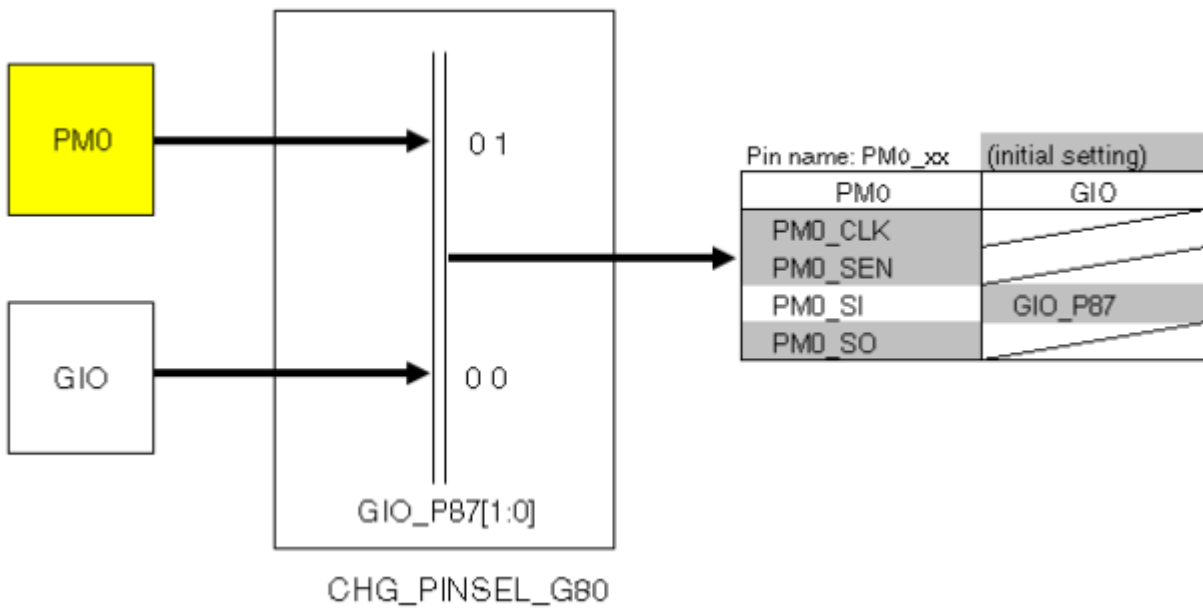 PM0
0 1
Pin name: PM0_xx (initial setting)
PM0 GIO
PM0_CLK
PM0_SEN
PM0_SI GIO_P87
PM0_SO
GIO
0 0
GIO_P87[1:0]
CHG_PINSEL_G80